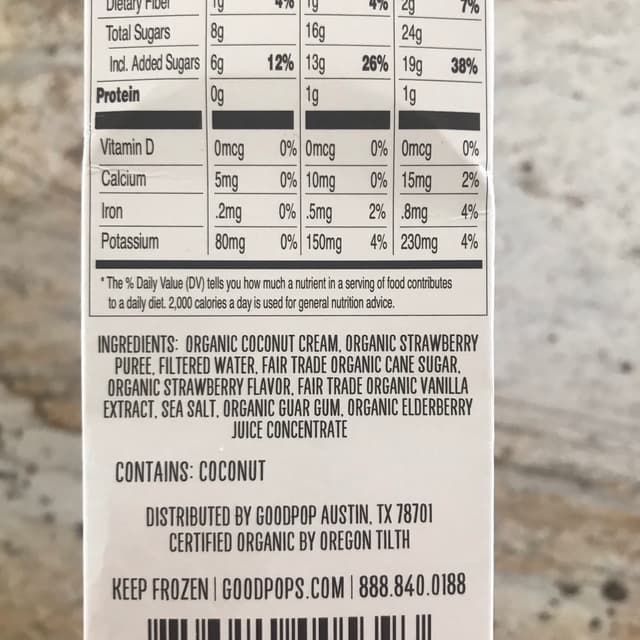 Dietary Fiber 1g 4% 1g 4% 2g 7%
Total Sugars 8g 16g 24g
Incl. Added Sugars 6g 12% 13g 26% 19g 38%
Protein 0g 1g 1g
Vitamin D 0mcg 0% 0mcg 0% 0mcg 0%
Calcium 5mg 0% 10mg 0% 15mg 2%
Iron .2mg 0% .5mg 2% .8mg 4%
Potassium 80mg 0% 150mg 4% 230mg 4%
* The % Daily Value (DV) tells you how much a nutrient in a serving of food contributes
to a daily diet. 2,000 calories a day is used for general nutrition advice.
INGREDIENTS: ORGANIC COCONUT CREAM, ORGANIC STRAWBERRY
PUREE, FILTERED WATER, FAIR TRADE ORGANIC CANE SUGAR,
ORGANIC STRAWBERRY FLAVOR, FAIR TRADE ORGANIC VANILLA
EXTRACT, SEA SALT, ORGANIC GUAR GUM, ORGANIC ELDERBERRY
JUICE CONCENTRATE
CONTAINS: COCONUT
DISTRIBUTED BY GOODPOP AUSTIN, TX 78701
CERTIFIED ORGANIC BY OREGON TILTH
KEEP FROZEN | GOODPOPS.COM | 888.840.0188